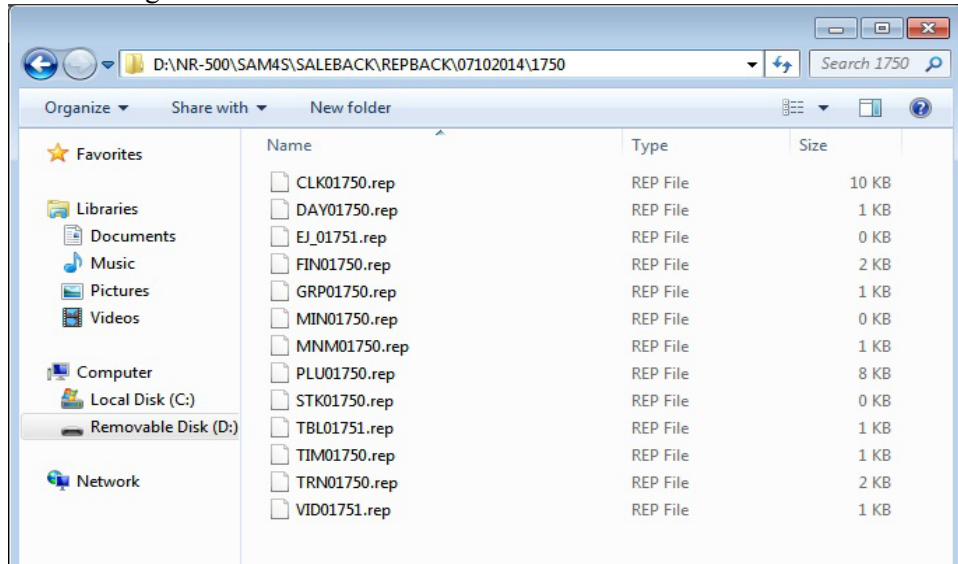 D:\NR-500\SAM4S\SALEBACK\REPBACK\07102014\1750 Search 1750
Organize Share with New folder
Name Type Size
Favorites
Libraries
Documents
Music
Pictures
Videos
Computer
Local Disk (C:)
Removable Disk (D:)
Network
CLK01750.rep REP File 10 KB
DAY01750.rep REP File 1 KB
EJ_01751.rep REP File 0 KB
FIN01750.rep REP File 2 KB
GRP01750.rep REP File 1 KB
MIN01750.rep REP File 0 KB
MNM01750.rep REP File 1 KB
PLU01750.rep REP File 8 KB
STK01750.rep REP File 0 KB
TBL01751.rep REP File 1 KB
TIM01750.rep REP File 1 KB
TRN01750.rep REP File 2 KB
VID01751.rep REP File 1 KB